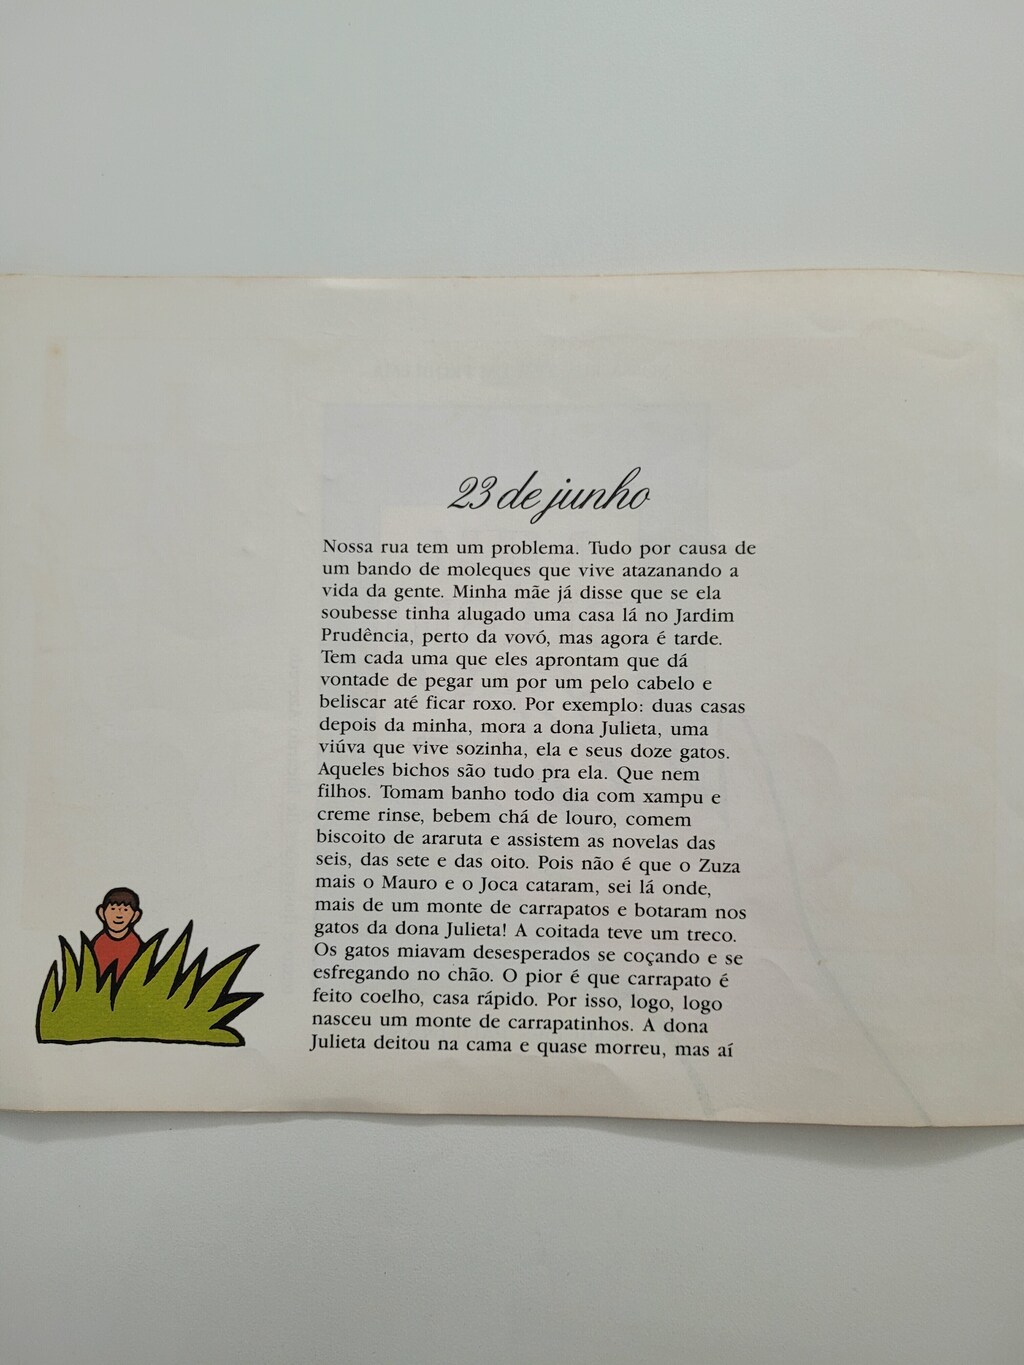 23 de junho
Nossa rua tem um problema. Tudo por causa de
um bando de moleques que vive atazanando a
vida da gente. Minha mãe já disse que se ela
soubesse tinha alugado uma casa lá no Jardim
Prudência, perto da vovó, mas agora é tarde.
Tem cada uma que eles aprontam que dá
vontade de pegar um por um pelo cabelo e
beliscar até ficar roxo. Por exemplo: duas casas
depois da minha, mora a dona Julieta, uma
viúva que vive sozinha, ela e seus doze gatos.
Aqueles bichos são tudo pra ela. Que nem
filhos. Tomam banho todo dia com xampu e
creme rinse, bebem chá de louro, comem
biscoito de araruta e assistem as novelas das
seis, das sete e das oito. Pois não é que o Zuza
mais o Mauro e o Joca cataram, sei lá onde,
mais de um monte de carrapatos e botaram nos
gatos da dona Julieta! A coitada teve um treco.
Os gatos miavam desesperados se coçando e se
esfregando no chão. O pior é que carrapato é
feito coelho, casa rápido. Por isso, logo, logo
nasceu um monte de carrapatinhos. A dona
Julieta deitou na cama e quase morreu, mas aí